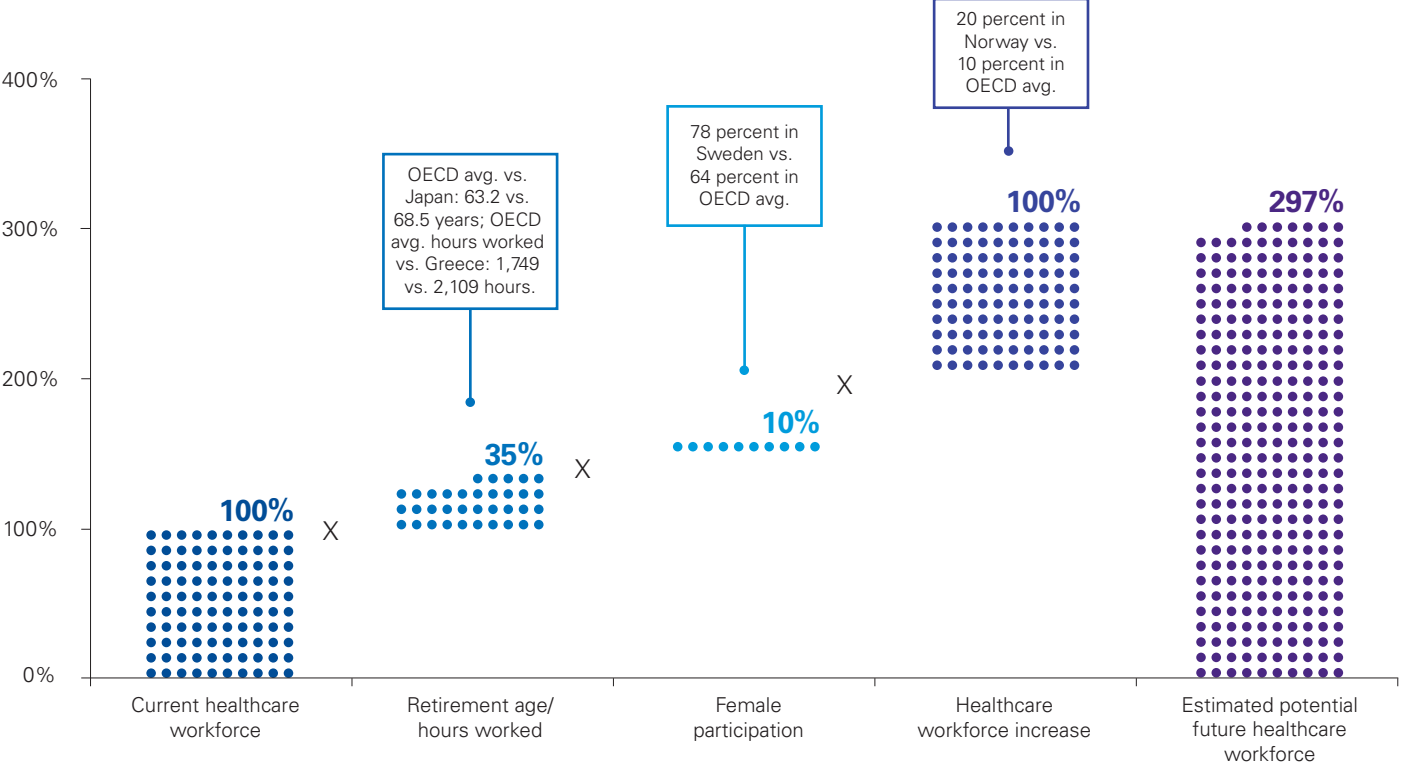 400%
300%
200%
100%
0%
100%
X
OECD avg. vs.
Japan: 63.2 vs.
68.5 years; OECD
avg. hours worked
vs. Greece: 1,749
vs. 2,109 hours.
35%
X
78 percent in
Sweden vs.
64 percent in
OECD avg.
10%
X
20 percent in
Norway vs.
10 percent in
OECD avg.
100%
297%
Current healthcare
workforce
Retirement age/
hours worked
Female
participation
Healthcare
workforce increase
Estimated potential
future healthcare
workforce